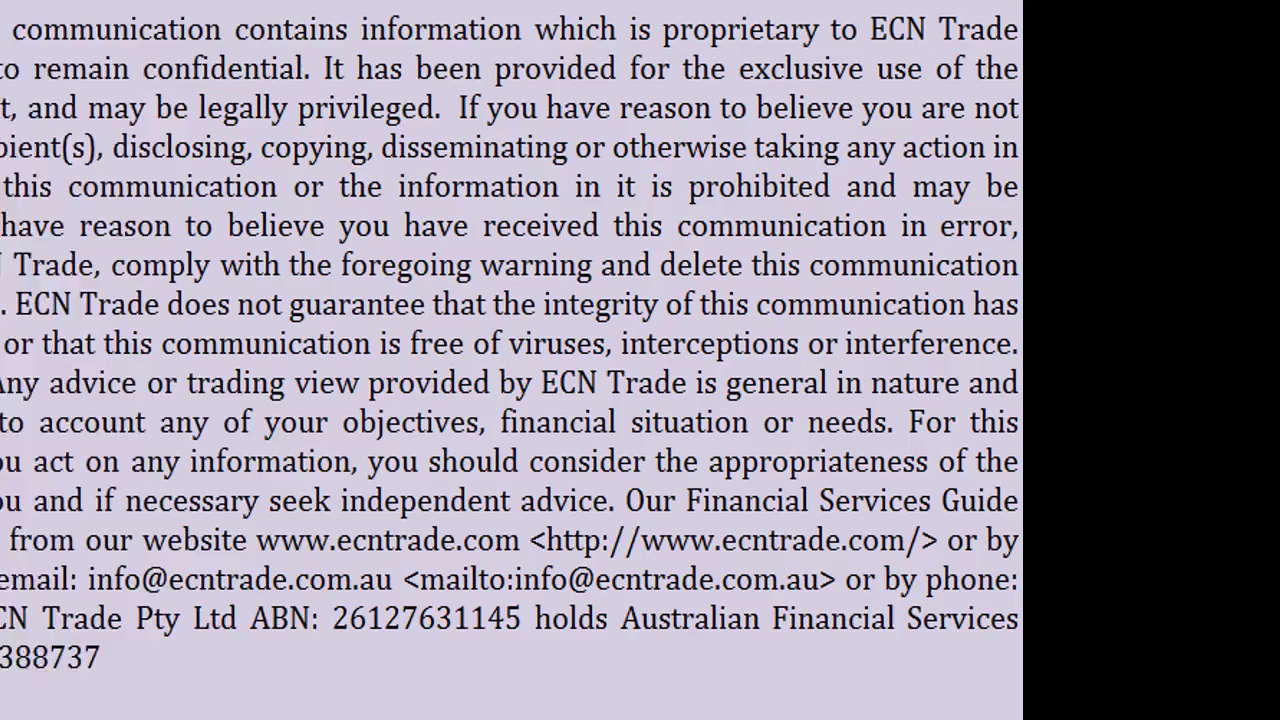 communication contains information which is proprietary to ECN Trade
to remain confidential. It has been provided for the exclusive use of the
t, and may be legally privileged. If you have reason to believe you are not
pient(s), disclosing, copying, disseminating or otherwise taking any action in
this communication or the information in it is prohibited and may be
have reason to believe you have received this communication in error,
Trade, comply with the foregoing warning and delete this communication
. ECN Trade does not guarantee that the integrity of this communication has
or that this communication is free of viruses, interceptions or interference.
Any advice or trading view provided by ECN Trade is general in nature and
to account any of your objectives, financial situation or needs. For this
ou act on any information, you should consider the appropriateness of the
ou and if necessary seek independent advice. Our Financial Services Guide
from our website www.ecntrade.com <http://www.ecntrade.com/> or by
email: info@ecntrade.com.au <mailto:info@ecntrade.com.au> or by phone:
CN Trade Pty Ltd ABN: 26127631145 holds Australian Financial Services
388737